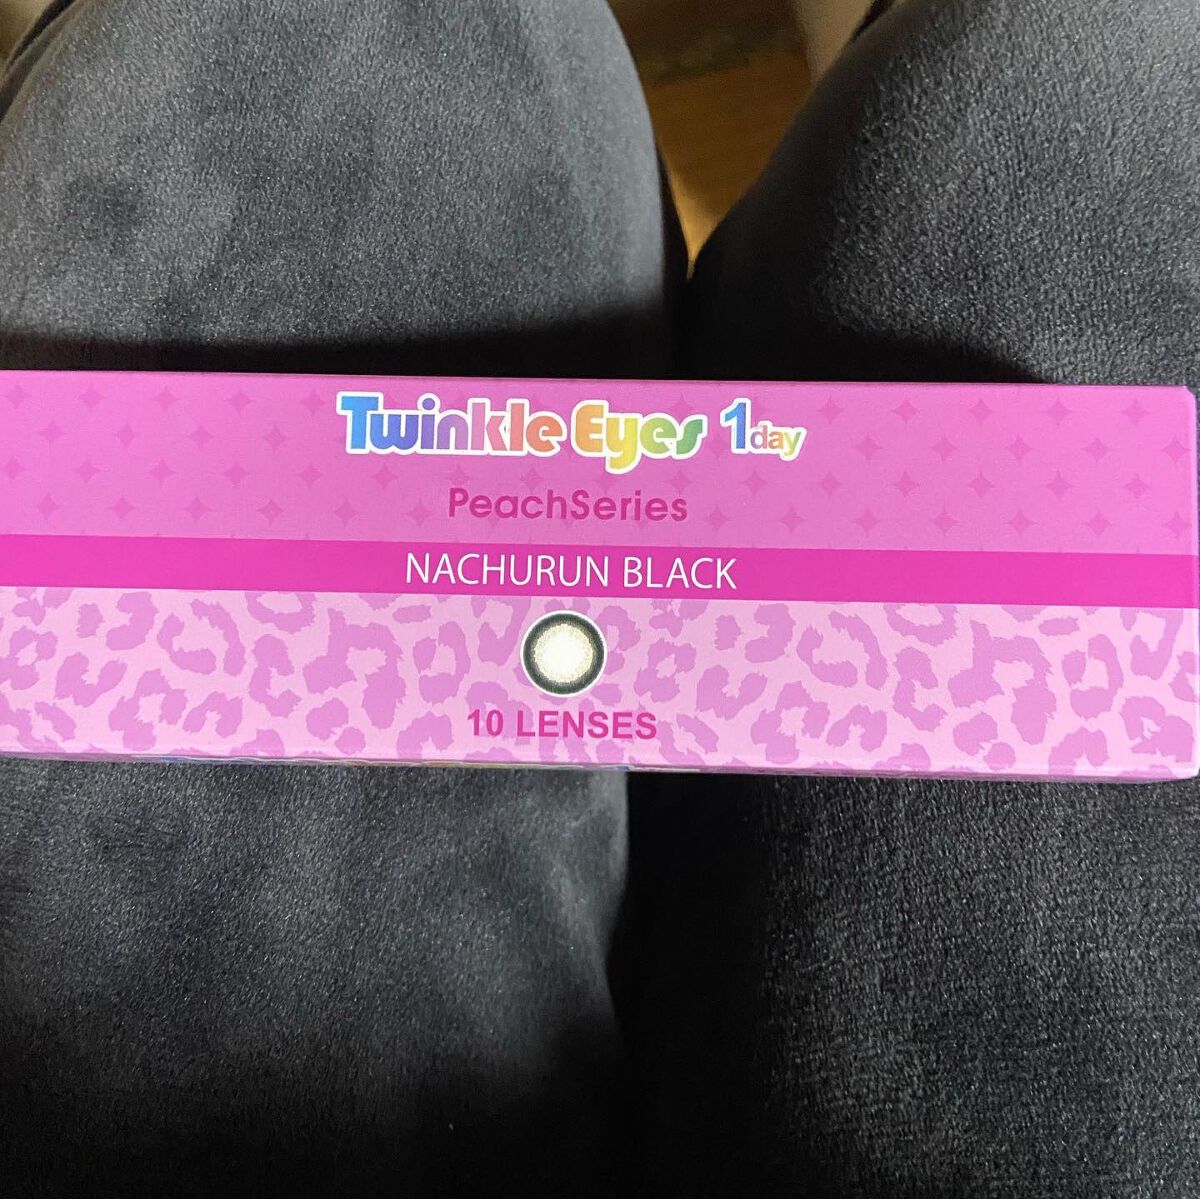 Twinkle Eyes 1day
PeachSeries
NACHURUN BLACK
10 LENSES